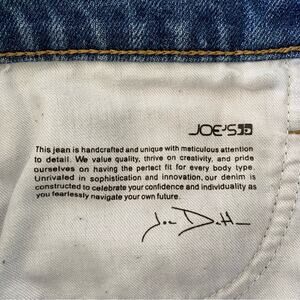 JOE'S
This jean is handcrafted and unique with meticulous attention
to detail. We value quality, thrive on creativity, and pride
ourselves on having the perfect fit for every body type.
Unrivaled in sophistication and innovation, our denim is
constructed to celebrate your confidence and individuality as
you fearlessly navigate your own future.
Joe